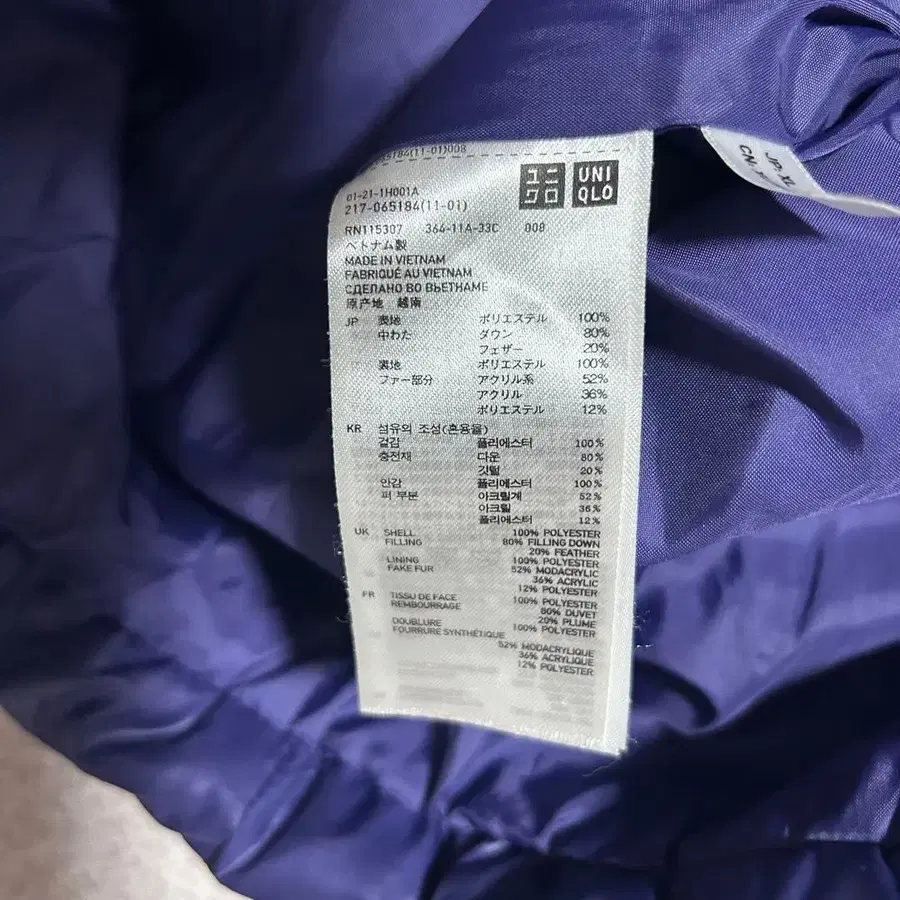 65184(11-01)008
01-21-1H001A
217-065184(11-01)
ユニ
クロ
UNI
QLO
RN115307 364-11A-33C 008
ベトナム製
MADE IN VIETNAM
FABRIQUÉ AU VIETNAM
СДЕЛАНО ВО ВЬЕТНАМЕ
原产地 越南
JP 表地 ポリエステル 100%
中わた ダウン 80%
フェザー 20%
裏地 ポリエステル 100%
ファー部分 アクリル系 52%
アクリル 36%
ポリエステル 12%
KR 섬유의 조성(혼용율)
겉감 폴리에스터 100%
충전재 다운 80%
깃털 20%
안감 폴리에스터 100%
퍼 부분 아크릴계 52%
아크릴 36%
폴리에스터 12%
UK SHELL 100% POLYESTER
FILLING 80% FILLING DOWN
20% FEATHER
LINING 100% POLYESTER
FAKE FUR 52% MODACRYLIC
36% ACRYLIC
12% POLYESTER
FR TISSU DE FACE 100% POLYESTER
REMBOURRAGE 80% DUVET
20% PLUME
DOUBLURE 100% POLYESTER
FOURRURE SYNTHÉTIQUE
52% MODACRYLIQUE
36% ACRYLIQUE
12% POLYESTER
JP: XL
CN: